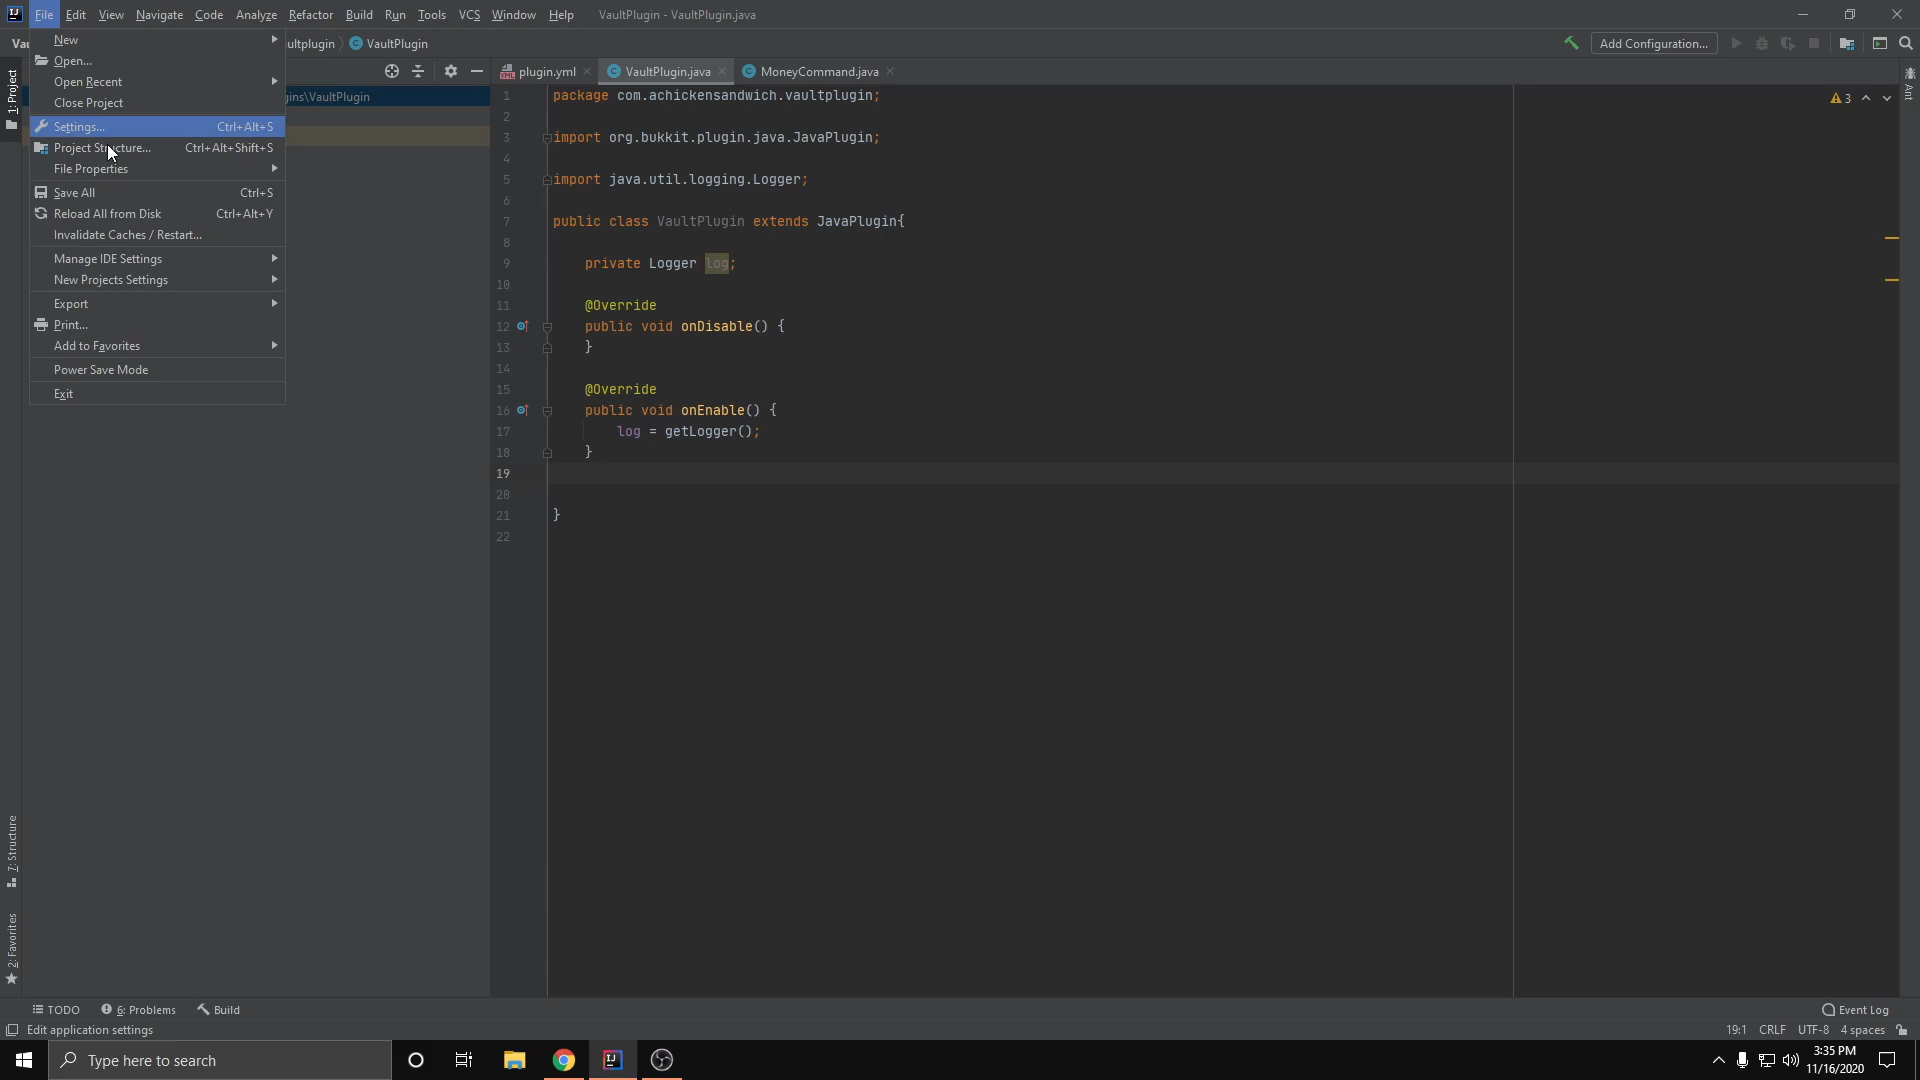 File Edit View Navigate Code Analyze Refactor Build Run Tools VCS Window Help VaultPlugin - VaultPlugin.java
ultplugin VaultPlugin Add Configuration...
1: Project
gins\VaultPlugin
New
Open...
Open Recent
Close Project
Settings... Ctrl+Alt+S
Project Structure... Ctrl+Alt+Shift+S
File Properties
Save All Ctrl+S
Reload All from Disk Ctrl+Alt+Y
Invalidate Caches / Restart...
Manage IDE Settings
New Projects Settings
Export
Print...
Add to Favorites
Power Save Mode
Exit
plugin.yml VaultPlugin.java MoneyCommand.java
3
Ant
1 package com.achickensandwich.vaultplugin;
2
3 import org.bukkit.plugin.java.JavaPlugin;
4
5 import java.util.logging.Logger;
6
7 public class VaultPlugin extends JavaPlugin{
8
9 private Logger log;
10
11 @Override
12 public void onDisable() {
13 }
14
15 @Override
16 public void onEnable() {
17 log = getLogger();
18 }
19
20
21 }
22
7: Structure
2: Favorites
TODO 6: Problems Build Event Log
Edit application settings 19:1 CRLF UTF-8 4 spaces
Type here to search 3:35 PM
11/16/2020